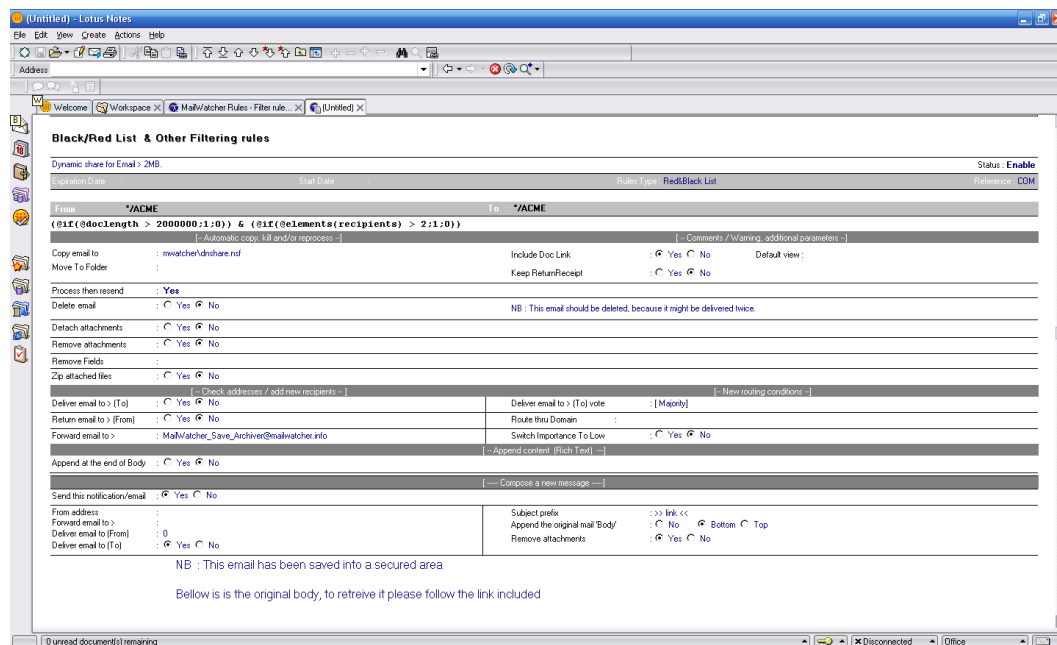 (Untitled) - Lotus Notes
File Edit View Create Actions Help
Address
Welcome Workspace MailWatcher Rules - Filter rule... (Untitled)
Black/Red List & Other Filtering rules
Dynamic share for Email > 2MB. Status : Enable
Expiration Date : Start Date : Rules Type Red&Black List Reference COM
From */ACME To */ACME
(@if(@doclength > 2000000;1;0)) & (@if(@elements(recipients) > 2;1;0))
[-- Automatic copy, kill and/or reprocess --] [-- Comments / Warning, additional parameters --]
Copy email to : mwatcher\dnshare.nsf Include Doc Link : Yes No Default view :
Move To Folder :
Keep ReturnReceipt : Yes No
Process then resend : Yes
Delete email : Yes No NB : This email should be deleted, because it might be delivered twice.
Detach attachments : Yes No
Remove attachments : Yes No
Remove Fields :
Zip attached files : Yes No
[-- Check addresses / add new recipients -- ] [-- New routing conditions --]
Deliver email to > (To) : Yes No Deliver email to > (To) vote : [ Majority]
Return email to > (From) : Yes No Route thru Domain :
Forward email to > : MailWatcher_Save_Archiver@mailwatcher.info Switch Importance To Low : Yes No
[ -- Append content (Rich Text) ---]
Append at the end of Body : Yes No
[ ----- Compose a new message -----]
Send this notification/email : Yes No
From address : Subject prefix : >> link <<
Forward email to > : Append the original mail 'Body' : No Bottom Top
Deliver email to (From) : 0 Remove attachments : Yes No
Deliver email to (To) : Yes No
NB : This email has been saved into a secured area
Bellow is is the original body, to retreive it please follow the link included
0 unread document(s) remaining Disconnected Office